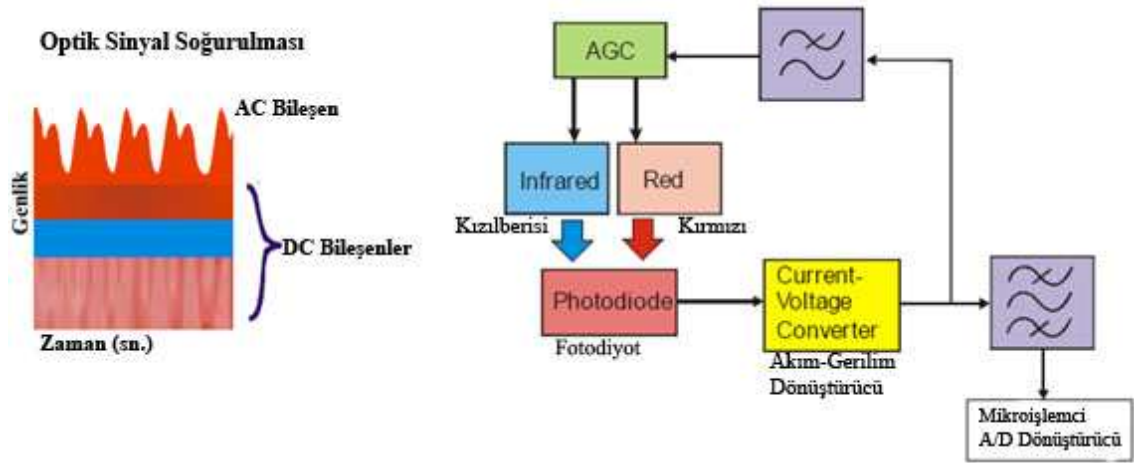 Optik Sinyal Soğurulması
AC Bileşen
Genlik
DC Bileşenler
Zaman (sn.)
AGC
Infrared
Red
Kızılberisi
Kırmızı
Photodiode
Fotodiyot
Current-
Voltage
Converter
Akım-Gerilim
Dönüştürücü
Mikroişlemci
A/D Dönüştürücü